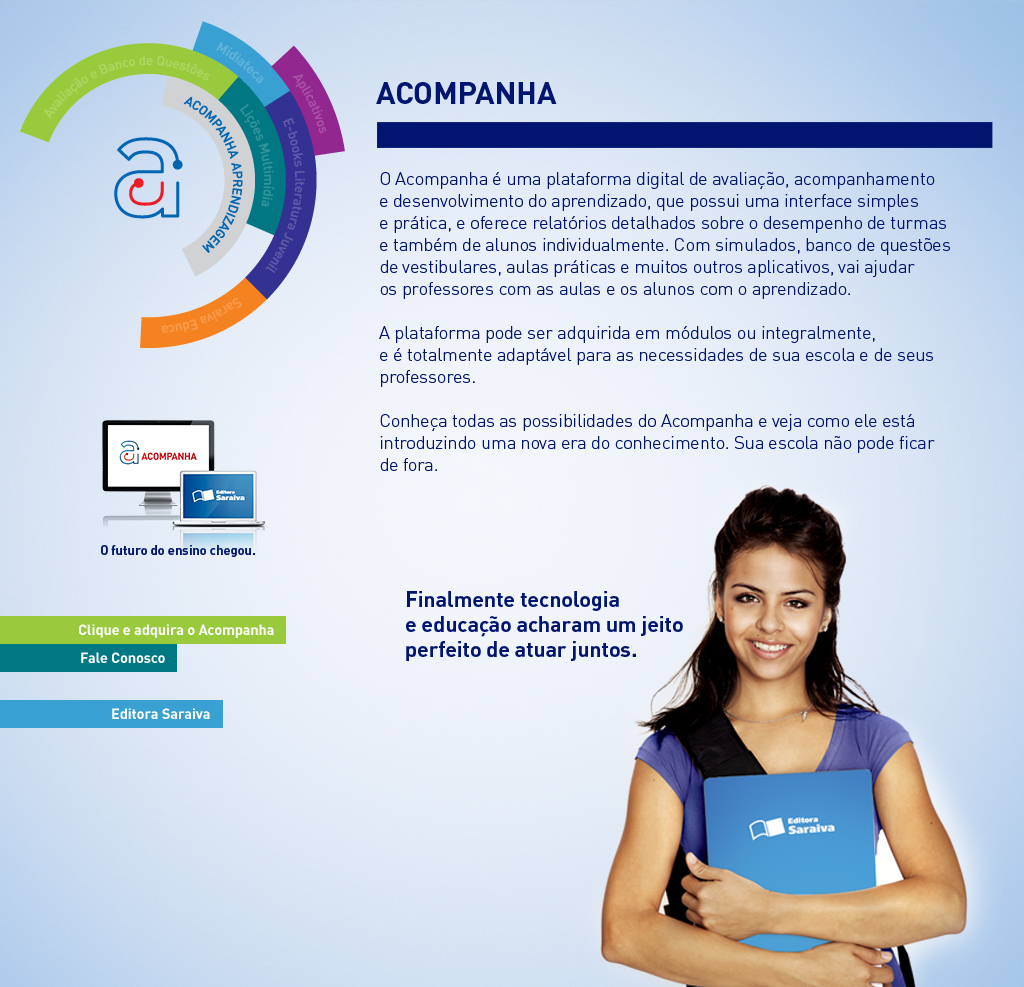 Avaliação e Banco de Questões
Midiateca
Aplicativos
ACOMPANHA APRENDIZAGEM
Lições Multimídia
E-books Literatura Juvenil
Saraiva Educa
ACOMPANHA
O Acompanha é uma plataforma digital de avaliação, acompanhamento
e desenvolvimento do aprendizado, que possui uma interface simples
e prática, e oferece relatórios detalhados sobre o desempenho de turmas
e também de alunos individualmente. Com simulados, banco de questões
de vestibulares, aulas práticas e muitos outros aplicativos, vai ajudar
os professores com as aulas e os alunos com o aprendizado.
A plataforma pode ser adquirida em módulos ou integralmente,
e é totalmente adaptável para as necessidades de sua escola e de seus
professores.
Conheça todas as possibilidades do Acompanha e veja como ele está
introduzindo uma nova era do conhecimento. Sua escola não pode ficar
de fora.
ACOMPANHA
Editora
Saraiva
O futuro do ensino chegou.
Finalmente tecnologia
e educação acharam um jeito
perfeito de atuar juntos.
Clique e adquira o Acompanha
Fale Conosco
Editora Saraiva
Editora
Saraiva